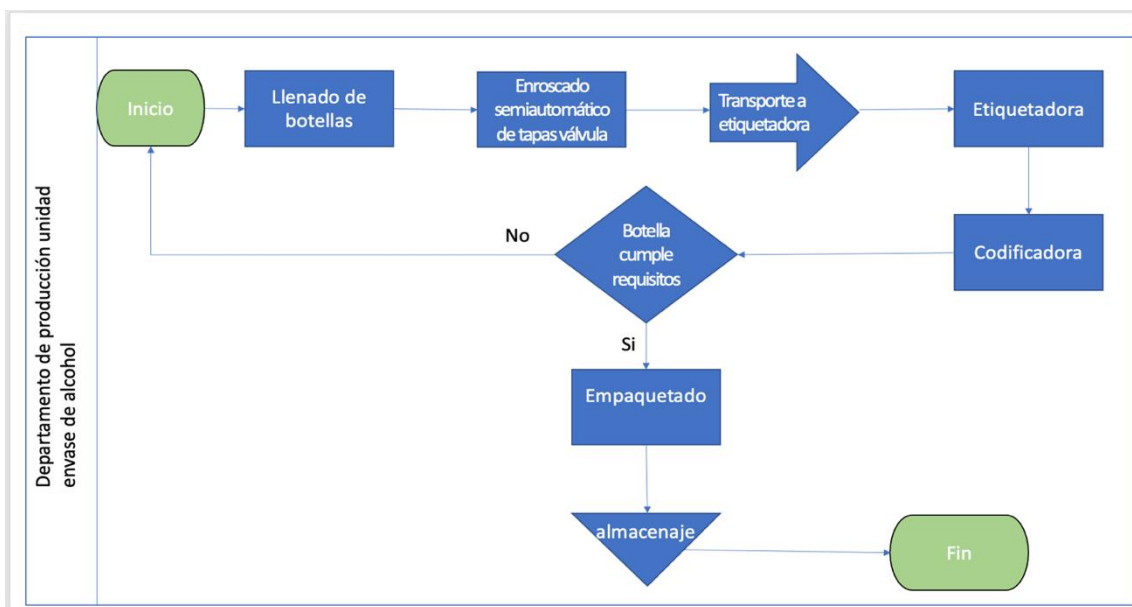 Departamento de producción unidad
envase de alcohol
Inicio
Llenado de
botellas
Enroscado
semiautomático
de tapas válvula
Transporte a
etiquetadora
Etiquetadora
Codificadora
Botella
cumple
requisitos
No
Si
Empaquetado
almacenaje
Fin